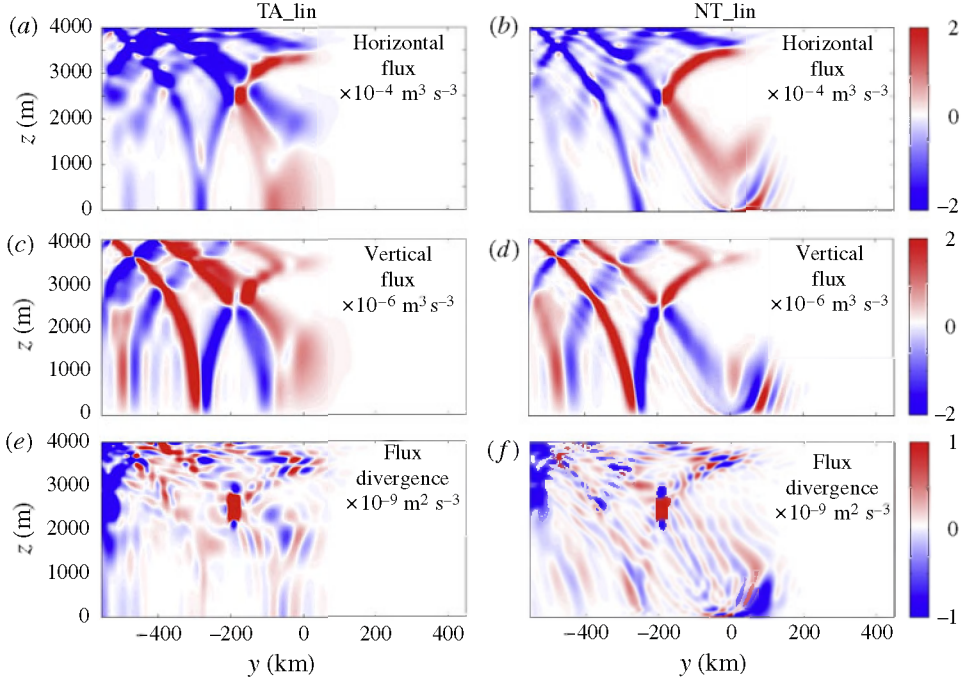 TA_lin
NT_lin
(a)
4000
3000
2000
1000
0
z (m)
Horizontal
flux
×10⁻⁴ m³ s⁻³
(b)
Horizontal
flux
×10⁻⁴ m³ s⁻³
2
0
−2
(c)
4000
3000
2000
1000
0
z (m)
Vertical
flux
×10⁻⁶ m³ s⁻³
(d)
Vertical
flux
×10⁻⁶ m³ s⁻³
2
0
−2
(e)
4000
3000
2000
1000
0
z (m)
Flux
divergence
×10⁻⁹ m² s⁻³
(f)
Flux
divergence
×10⁻⁹ m² s⁻³
1
0
−1
−400 −200 0 200 400
−400 −200 0 200 400
y (km)
y (km)